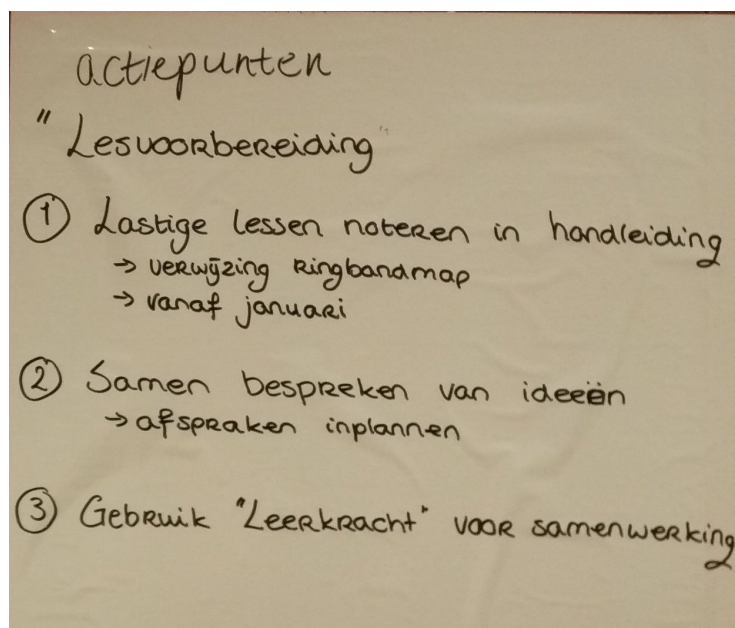 actiepunten
"Lesvoorbereiding"
① Lastige lessen noteren in handleiding
→ verwijzing Ringbandmap
→ vanaf januari
② Samen bespreken van ideeën
→ afspraken inplannen
③ Gebruik "Leerkracht" voor samenwerking